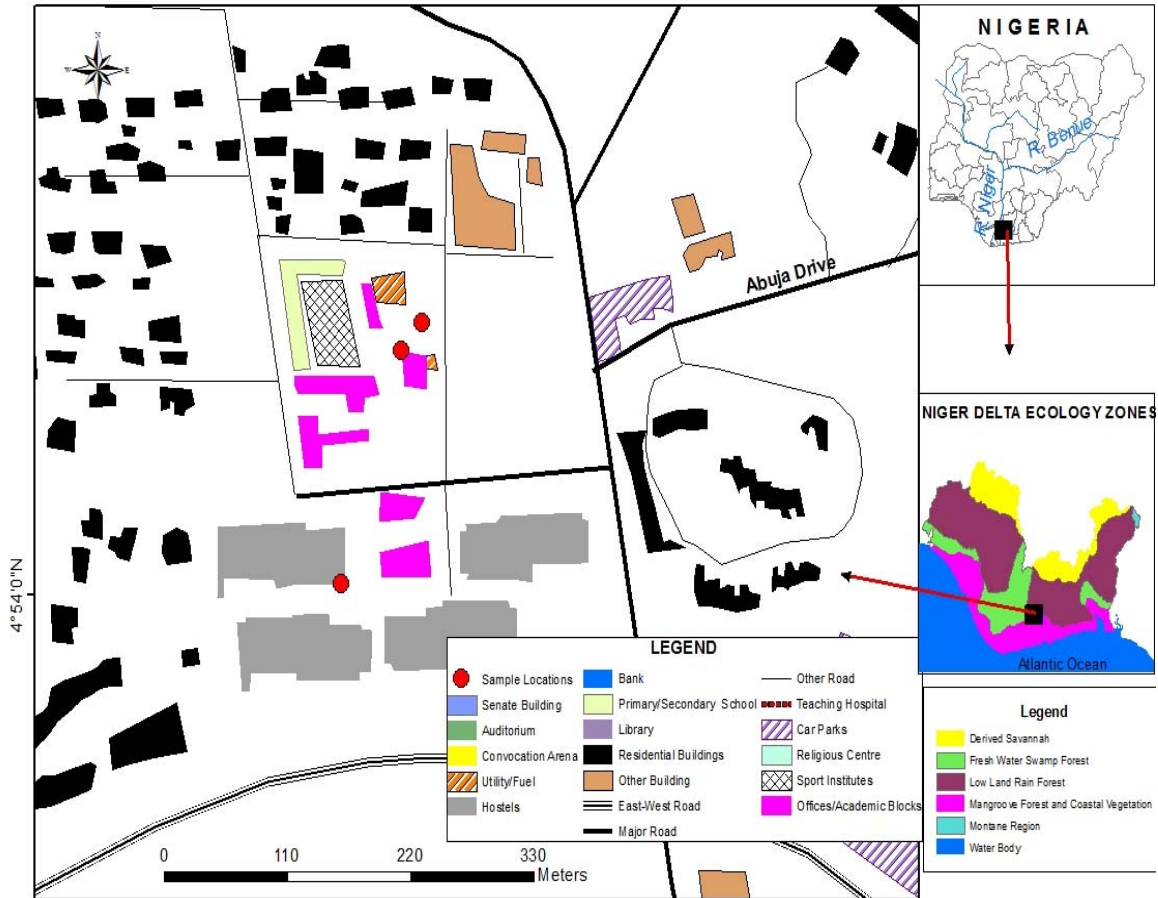 N
W E
S
Abuja Drive
4°54'0"N
0 110 220 330
Meters
LEGEND
Sample Locations
Senate Building
Auditorium
Convocation Arena
Utility/Fuel
Hostels
Bank
Primary/Secondary School
Library
Residential Buildings
Other Building
East-West Road
Major Road
Other Road
Teaching Hospital
Car Parks
Religious Centre
Sport Institutes
Offices/Academic Blocks
NIGERIA
R. Benue
R. Niger
NIGER DELTA ECOLOGY ZONES
Atlantic Ocean
Legend
Derived Savannah
Fresh Water Swamp Forest
Low Land Rain Forest
Mangroove Forest and Coastal Vegetation
Montane Region
Water Body